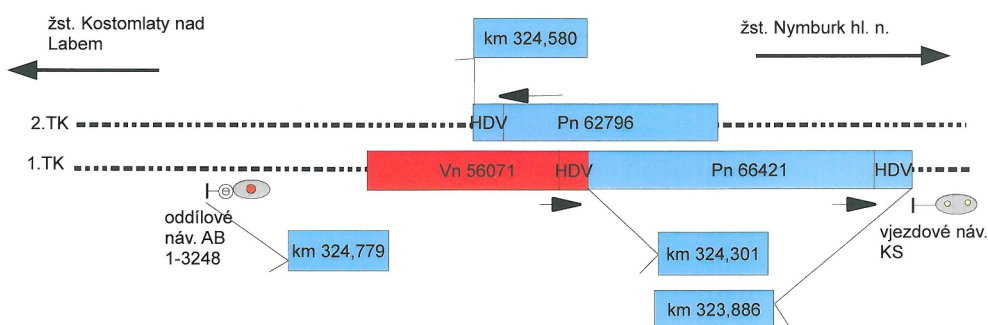 žst. Kostomlaty nad
Labem
km 324,580
žst. Nymburk hl. n.
2.TK
HDV
Pn 62796
1.TK
Vn 56071
HDV
Pn 66421
HDV
oddílové
náv. AB
1-3248
km 324,779
km 324,301
km 323,886
vjezdové náv.
KS